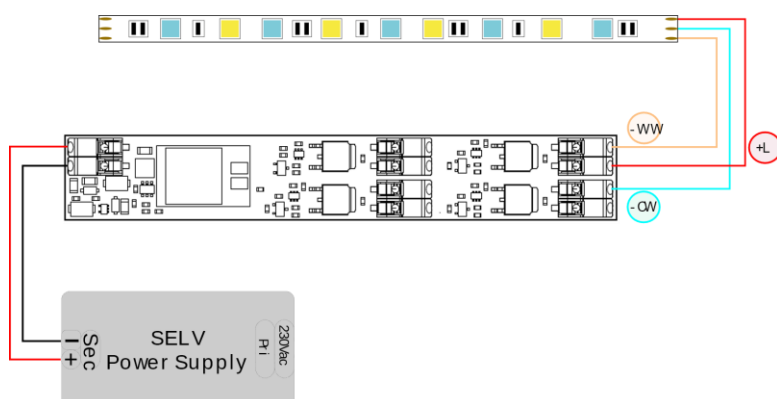 - WW
+L
- CW
SELV
Power Supply
- +
Sec
Pri
230Vac